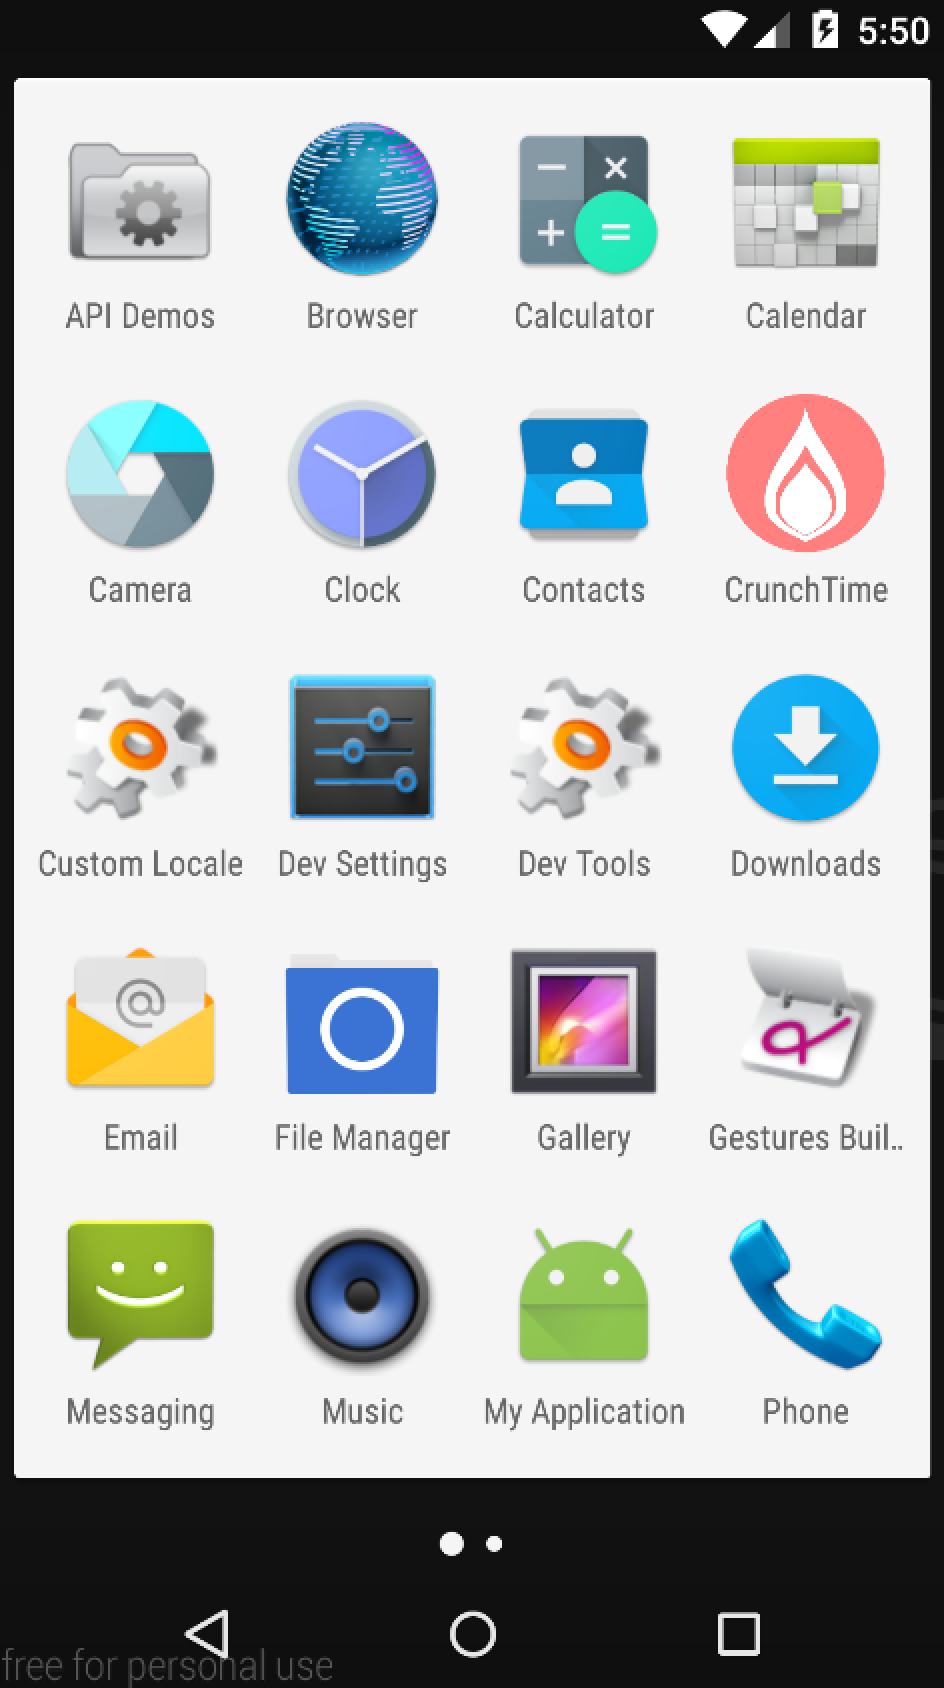 5:50
API Demos Browser Calculator Calendar
Camera Clock Contacts CrunchTime
Custom Locale Dev Settings Dev Tools Downloads
@
Email File Manager Gallery Gestures Buil..
Messaging Music My Application Phone
free for personal use